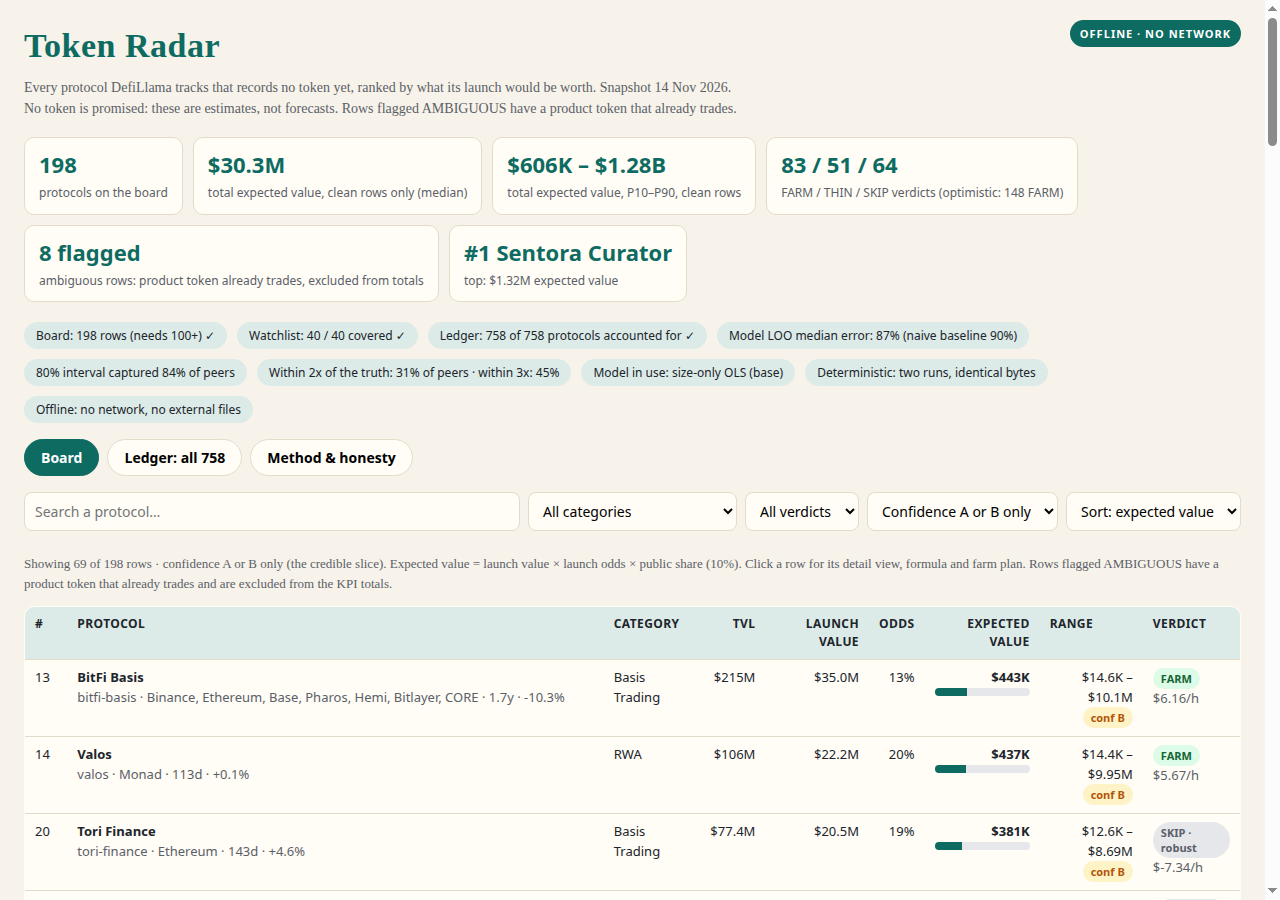 Token Radar
OFFLINE · NO NETWORK
Every protocol DefiLlama tracks that records no token yet, ranked by what its launch would be worth. Snapshot 14 Nov 2026.
No token is promised: these are estimates, not forecasts. Rows flagged AMBIGUOUS have a product token that already trades.
198
protocols on the board
$30.3M
total expected value, clean rows only (median)
$606K – $1.28B
total expected value, P10–P90, clean rows
83 / 51 / 64
FARM / THIN / SKIP verdicts (optimistic: 148 FARM)
8 flagged
ambiguous rows: product token already trades, excluded from totals
#1 Sentora Curator
top: $1.32M expected value
Board: 198 rows (needs 100+) ✓
Watchlist: 40 / 40 covered ✓
Ledger: 758 of 758 protocols accounted for ✓
Model LOO median error: 87% (naive baseline 90%)
80% interval captured 84% of peers
Within 2x of the truth: 31% of peers · within 3x: 45%
Model in use: size-only OLS (base)
Deterministic: two runs, identical bytes
Offline: no network, no external files
Board
Ledger: all 758
Method & honesty
Search a protocol...
All categories
All verdicts
Confidence A or B only
Sort: expected value
Showing 69 of 198 rows · confidence A or B only (the credible slice). Expected value = launch value × launch odds × public share (10%). Click a row for its detail view, formula and farm plan. Rows flagged AMBIGUOUS have a
product token that already trades and are excluded from the KPI totals.
# PROTOCOL CATEGORY TVL LAUNCH ODDS EXPECTED RANGE VERDICT
VALUE VALUE
13 BitFi Basis Basis $215M $35.0M 13% $443K $14.6K – FARM
bitfi-basis · Binance, Ethereum, Base, Pharos, Hemi, Bitlayer, CORE · 1.7y · -10.3% Trading $10.1M $6.16/h
conf B
14 Valos RWA $106M $22.2M 20% $437K $14.4K – FARM
valos · Monad · 113d · +0.1% $9.95M $5.67/h
conf B
20 Tori Finance Basis $77.4M $20.5M 19% $381K $12.6K – SKIP ·
tori-finance · Ethereum · 143d · +4.6% Trading $8.69M robust
conf B $-7.34/h